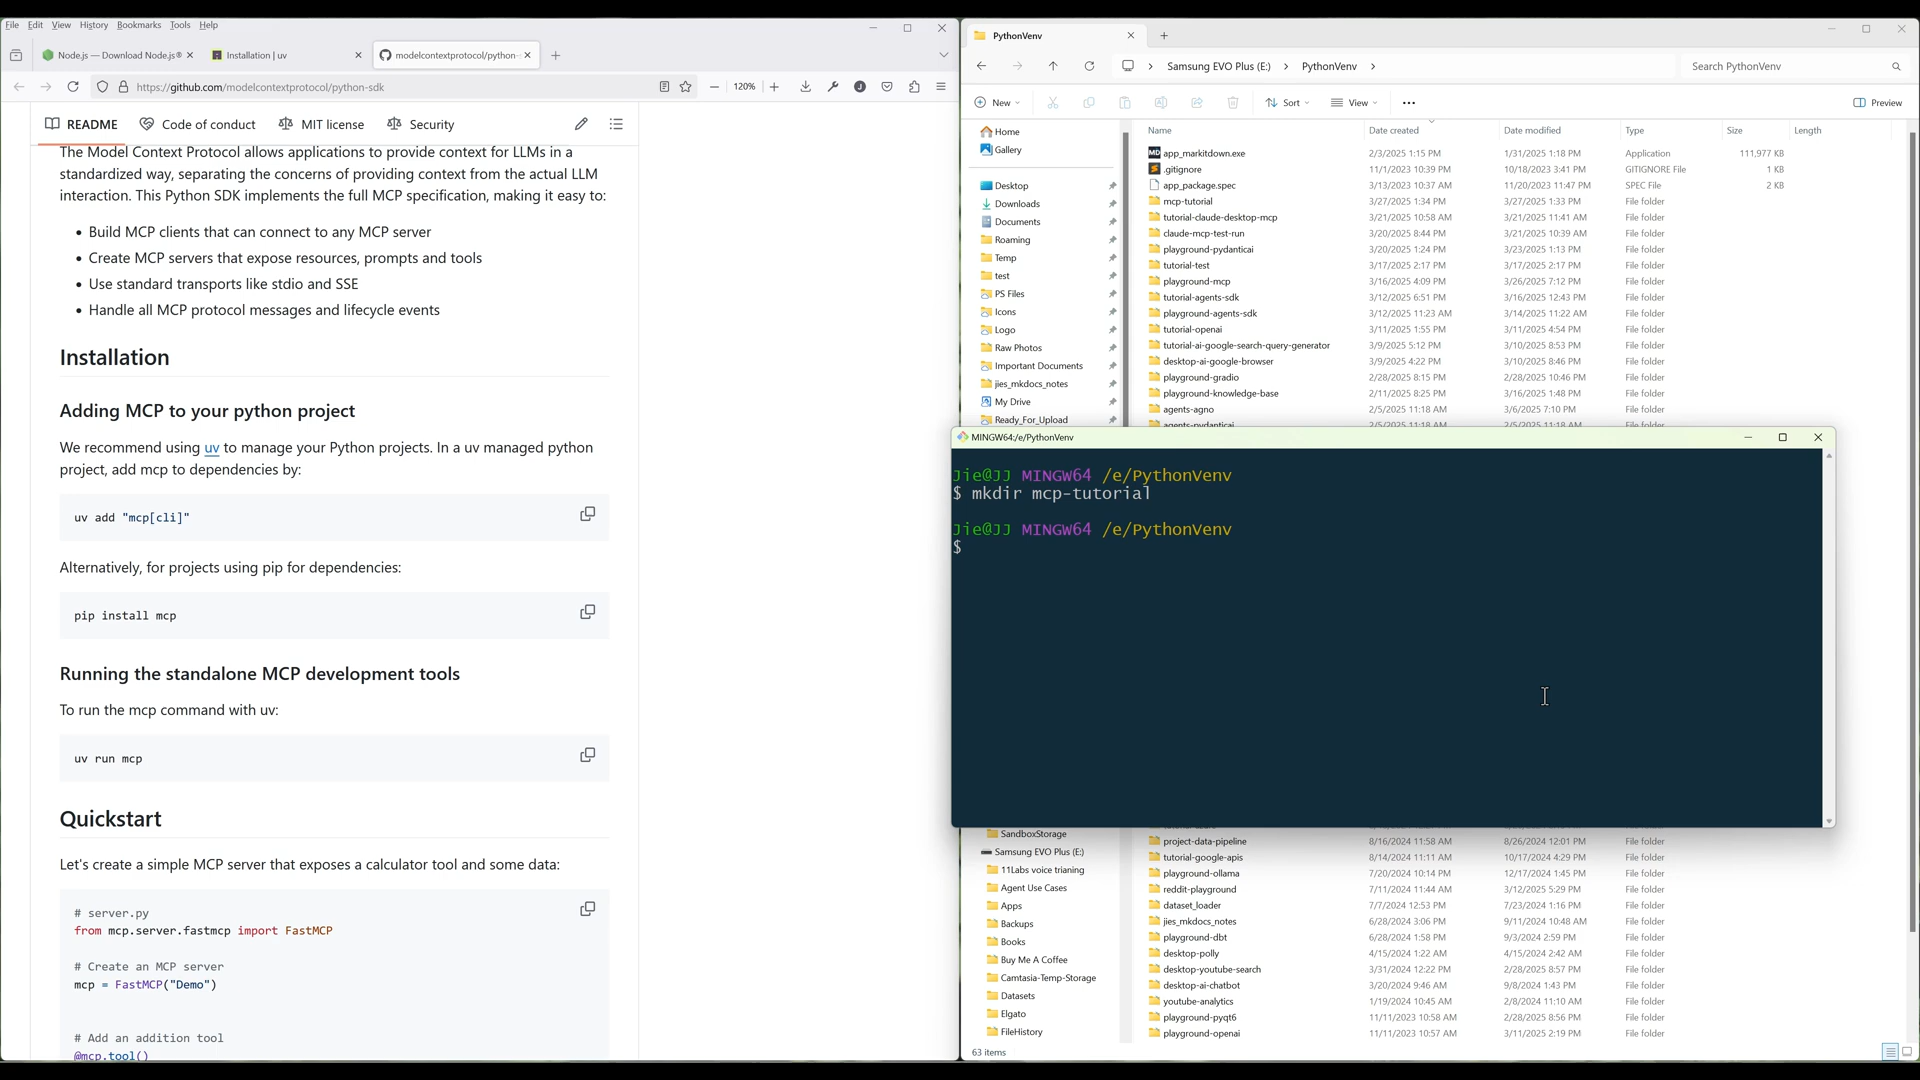 File Edit View History Bookmarks Tools Help
Node.js — Download Node.js®
Installation | uv
modelcontextprotocol/python-
https://github.com/modelcontextprotocol/python-sdk
120%
README
Code of conduct
MIT license
Security
The Model Context Protocol allows applications to provide context for LLMs in a
standardized way, separating the concerns of providing context from the actual LLM
interaction. This Python SDK implements the full MCP specification, making it easy to:
• Build MCP clients that can connect to any MCP server
• Create MCP servers that expose resources, prompts and tools
• Use standard transports like stdio and SSE
• Handle all MCP protocol messages and lifecycle events
Installation
Adding MCP to your python project
We recommend using uv to manage your Python projects. In a uv managed python
project, add mcp to dependencies by:
uv add "mcp[cli]"
Alternatively, for projects using pip for dependencies:
pip install mcp
Running the standalone MCP development tools
To run the mcp command with uv:
uv run mcp
Quickstart
Let's create a simple MCP server that exposes a calculator tool and some data:
# server.py
from mcp.server.fastmcp import FastMCP
# Create an MCP server
mcp = FastMCP("Demo")
# Add an addition tool
@mcp.tool()
PythonVenv
Samsung EVO Plus (E:) > PythonVenv >
Search PythonVenv
New
Sort
View
Preview
Home
Gallery
Desktop
Downloads
Documents
Roaming
Temp
test
PS Files
Icons
Logo
Raw Photos
Important Documents
jies_mkdocs_notes
My Drive
Ready_For_Upload
Name Date created Date modified Type Size Length
app_markitdown.exe 2/3/2025 1:15 PM 1/31/2025 1:18 PM Application 111,977 KB
.gitignore 11/1/2023 10:39 PM 10/18/2023 3:41 PM GITIGNORE File 1 KB
app_package.spec 3/13/2023 10:37 AM 11/20/2023 11:47 PM SPEC File 2 KB
mcp-tutorial 3/27/2025 1:34 PM 3/27/2025 1:33 PM File folder
tutorial-claude-desktop-mcp 3/21/2025 10:58 AM 3/21/2025 11:41 AM File folder
claude-mcp-test-run 3/20/2025 8:44 PM 3/21/2025 10:39 AM File folder
playground-pydanticai 3/20/2025 1:24 PM 3/23/2025 1:13 PM File folder
tutorial-test 3/17/2025 2:17 PM 3/17/2025 2:17 PM File folder
playground-mcp 3/16/2025 4:09 PM 3/26/2025 7:12 PM File folder
tutorial-agents-sdk 3/12/2025 6:51 PM 3/16/2025 12:43 PM File folder
playground-agents-sdk 3/12/2025 11:23 AM 3/14/2025 11:22 AM File folder
tutorial-openai 3/11/2025 1:55 PM 3/11/2025 4:54 PM File folder
tutorial-ai-google-search-query-generator 3/9/2025 5:12 PM 3/10/2025 8:53 PM File folder
desktop-ai-google-browser 3/9/2025 4:22 PM 3/10/2025 8:46 PM File folder
playground-gradio 2/28/2025 8:15 PM 2/28/2025 10:46 PM File folder
playground-knowledge-base 2/11/2025 8:25 PM 3/16/2025 1:48 PM File folder
agents-agno 2/5/2025 11:18 AM 3/6/2025 7:10 PM File folder
agents-pydanticai 2/5/2025 11:18 AM 2/5/2025 11:18 AM File folder
MINGW64:/e/PythonVenv
Jie@JJ MINGW64 /e/PythonVenv
$ mkdir mcp-tutorial
Jie@JJ MINGW64 /e/PythonVenv
$
SandboxStorage
Samsung EVO Plus (E:)
11Labs voice trianing
Agent Use Cases
Apps
Backups
Books
Buy Me A Coffee
Camtasia-Temp-Storage
Datasets
Elgato
FileHistory
project-data-pipeline 8/16/2024 11:58 AM 8/26/2024 12:01 PM File folder
tutorial-google-apis 8/14/2024 11:11 AM 10/17/2024 4:29 PM File folder
playground-ollama 7/20/2024 10:14 PM 12/17/2024 1:45 PM File folder
reddit-playground 7/11/2024 11:44 AM 3/12/2025 5:29 PM File folder
dataset_loader 7/7/2024 12:53 PM 7/23/2024 1:16 PM File folder
jies_mkdocs_notes 6/28/2024 3:06 PM 9/11/2024 10:48 AM File folder
playground-dbt 6/28/2024 1:58 PM 9/3/2024 2:59 PM File folder
desktop-polly 4/15/2024 1:22 AM 4/15/2024 2:42 AM File folder
desktop-youtube-search 3/31/2024 12:22 PM 2/28/2025 8:57 PM File folder
desktop-ai-chatbot 3/20/2024 9:46 AM 9/8/2024 1:43 PM File folder
youtube-analytics 1/19/2024 10:45 AM 2/8/2024 11:10 AM File folder
playground-pyqt6 11/11/2023 10:58 AM 2/28/2025 8:56 PM File folder
playground-openai 11/11/2023 10:57 AM 3/11/2025 2:19 PM File folder
63 items